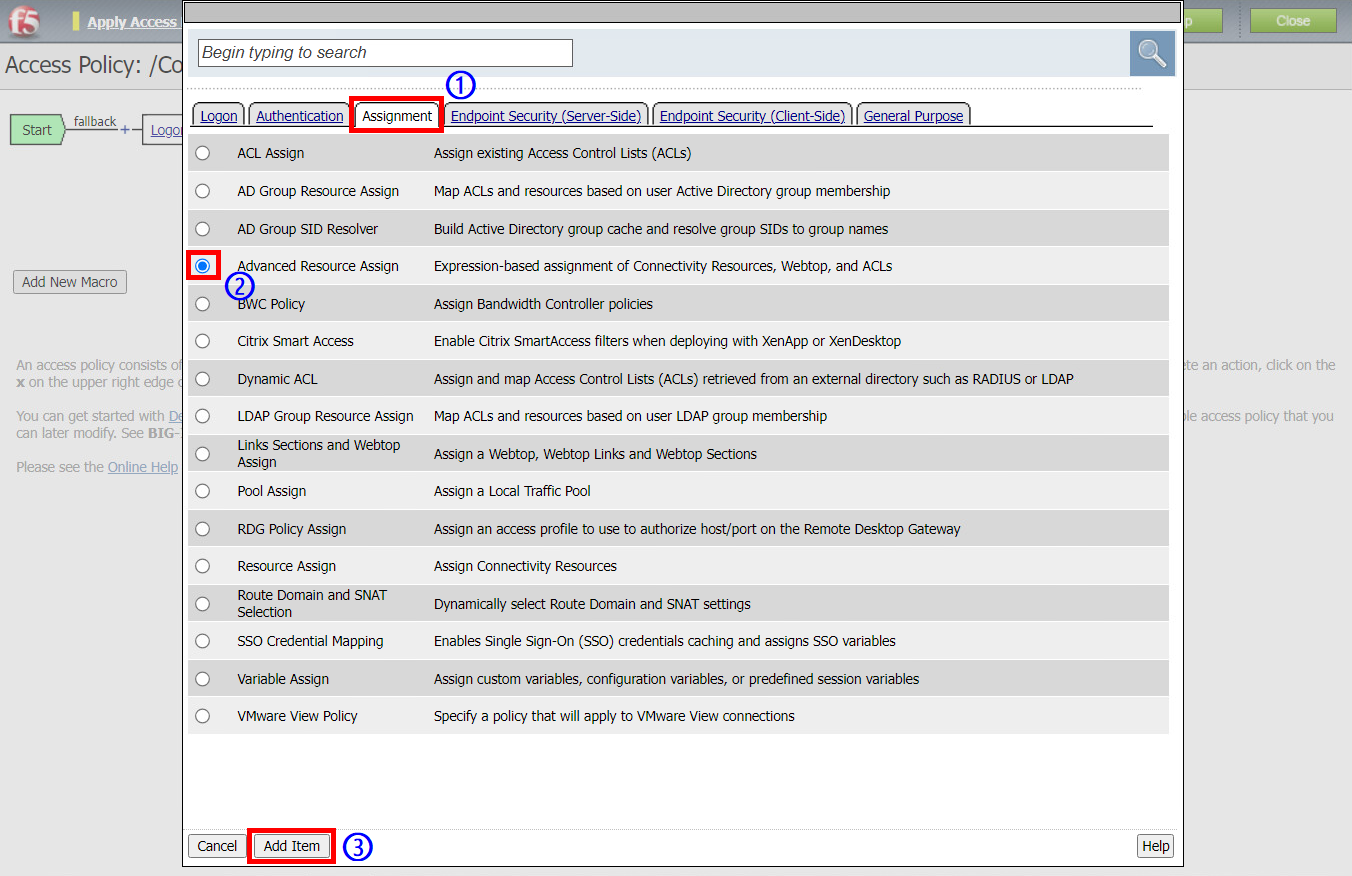 f5
Apply Access
p
Close
Access Policy: /Co
Start
fallback
+
Logo
Add New Macro
An access policy consists of
x on the upper right edge o
You can get started with De
can later modify. See BIG-
Please see the Online Help
te an action, click on the
ble access policy that you
Begin typing to search
1
Logon
Authentication
Assignment
Endpoint Security (Server-Side)
Endpoint Security (Client-Side)
General Purpose
ACL Assign Assign existing Access Control Lists (ACLs)
AD Group Resource Assign Map ACLs and resources based on user Active Directory group membership
AD Group SID Resolver Build Active Directory group cache and resolve group SIDs to group names
Advanced Resource Assign Expression-based assignment of Connectivity Resources, Webtop, and ACLs
2
BWC Policy Assign Bandwidth Controller policies
Citrix Smart Access Enable Citrix SmartAccess filters when deploying with XenApp or XenDesktop
Dynamic ACL Assign and map Access Control Lists (ACLs) retrieved from an external directory such as RADIUS or LDAP
LDAP Group Resource Assign Map ACLs and resources based on user LDAP group membership
Links Sections and Webtop
Assign Assign a Webtop, Webtop Links and Webtop Sections
Pool Assign Assign a Local Traffic Pool
RDG Policy Assign Assign an access profile to use to authorize host/port on the Remote Desktop Gateway
Resource Assign Assign Connectivity Resources
Route Domain and SNAT
Selection Dynamically select Route Domain and SNAT settings
SSO Credential Mapping Enables Single Sign-On (SSO) credentials caching and assigns SSO variables
Variable Assign Assign custom variables, configuration variables, or predefined session variables
VMware View Policy Specify a policy that will apply to VMware View connections
Cancel
Add Item
3
Help